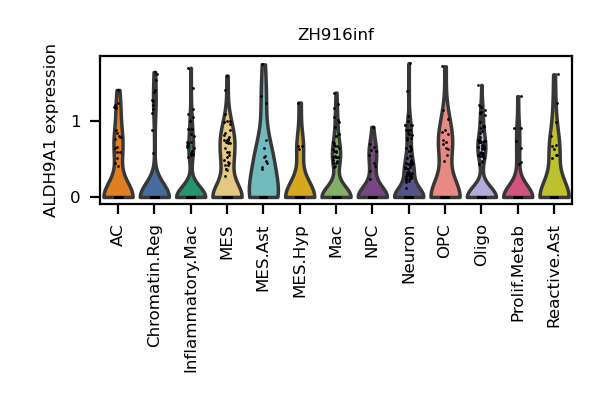 ZH916inf
ALDH9A1 expression
1
0
AC
Chromatin.Reg
Inflammatory.Mac
MES
MES.Ast
MES.Hyp
Mac
NPC
Neuron
OPC
Oligo
Prolif.Metab
Reactive.Ast